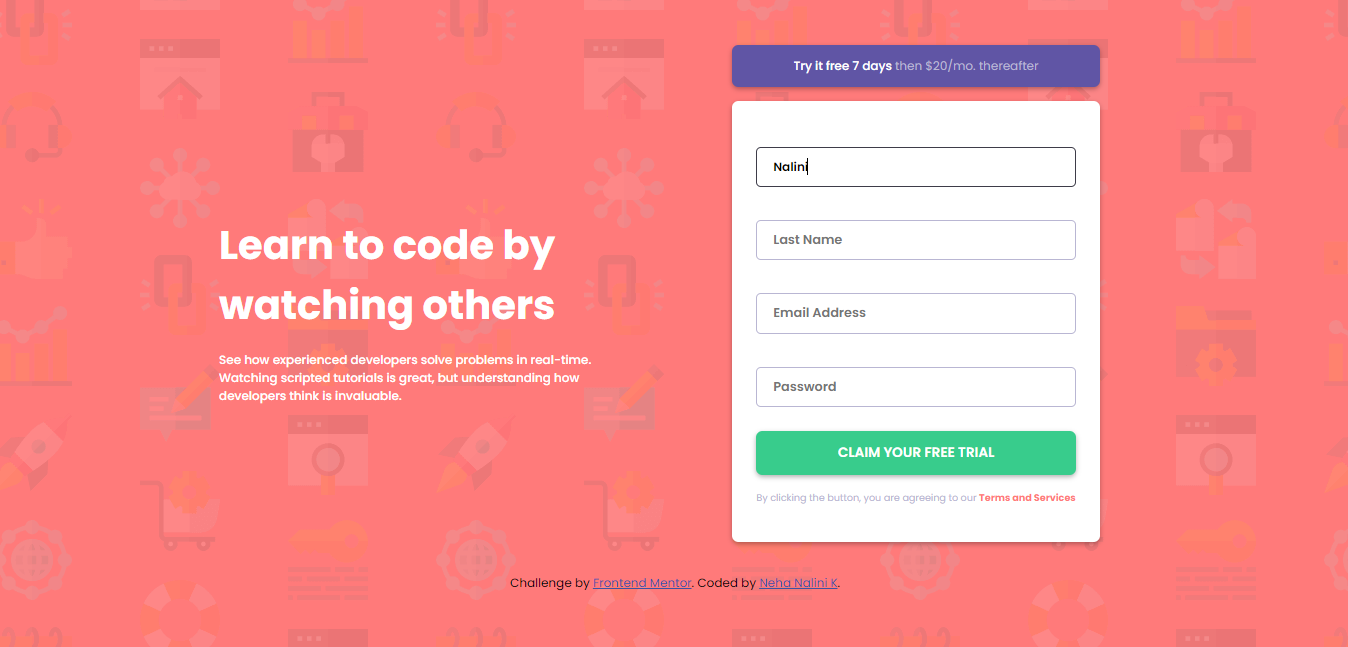 Try it free 7 days then $20/mo. thereafter
Nalini
Learn to code by
watching others
See how experienced developers solve problems in real-time.
Watching scripted tutorials is great, but understanding how
developers think is invaluable.
Last Name
Email Address
Password
CLAIM YOUR FREE TRIAL
By clicking the button, you are agreeing to our Terms and Services
Challenge by Frontend Mentor. Coded by Neha Nalini K.